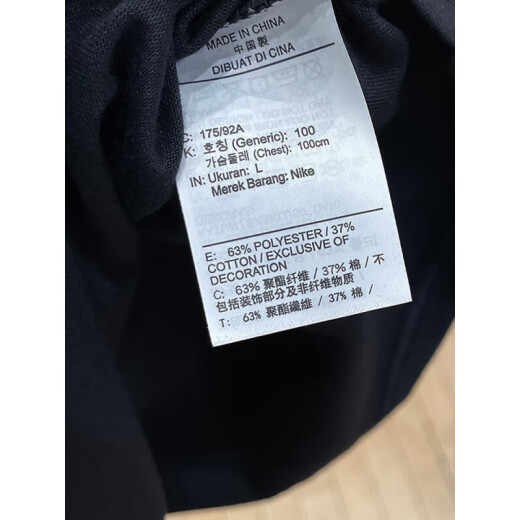 MADE IN CHINA
中国製
DIBUAT DI CINA
C: 175/92A
K: 호칭 (Generic): 100
가슴둘레 (Chest): 100cm
IN: Ukuran: L
Merek Barang: Nike
E: 63% POLYESTER / 37%
COTTON / EXCLUSIVE OF
DECORATION
C: 63% 聚酯纤维 / 37% 棉 / 不
包括装饰部分及非纤维部分
T: 63% 聚酯纖維 / 37% 棉 /